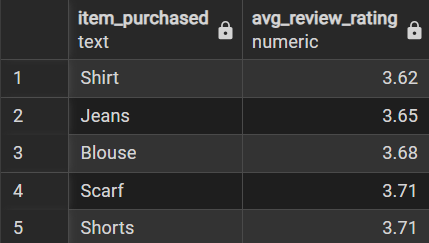 item_purchased avg_review_rating
text numeric
1 Shirt 3.62
2 Jeans 3.65
3 Blouse 3.68
4 Scarf 3.71
5 Shorts 3.71